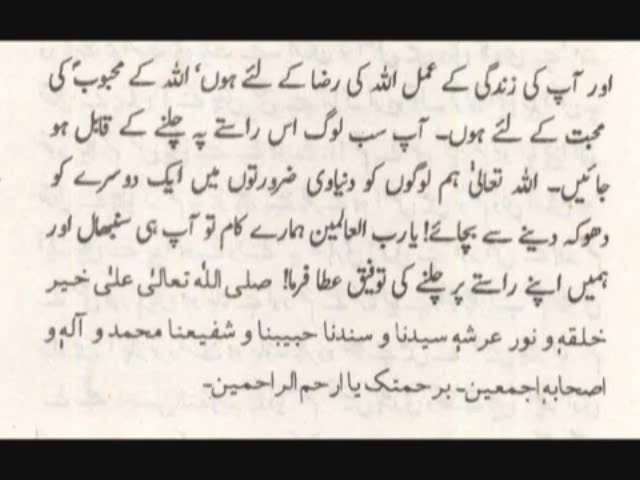 اور آپ کی زندگی کے عمل اللہ کی رضا کے لئے ہوں، اللہ کے محبوبؐ کی
محبت کے لئے ہوں۔ آپ سب لوگ اس راستے پہ چلنے کے قابل ہو
جائیں۔ اللہ تعالیٰ ہم لوگوں کو دنیاوی ضرورتوں میں ایک دوسرے کو
دھوکہ دینے سے بچائے! یارب العالمین ہمارے کام تو آپ ہی سنبھال اور
ہمیں اپنے راستے پر چلنے کی توفیق عطا فرما! صلی اللّٰہ تعالیٰ علیٰ خیر
خلقہٖ و نور عرشہٖ سیدنا و سندنا حبیبنا و شفیعنا محمد و آلہٖ و
اصحابہٖ اجمعین۔ برحمتک یا ارحم الراحمین۔